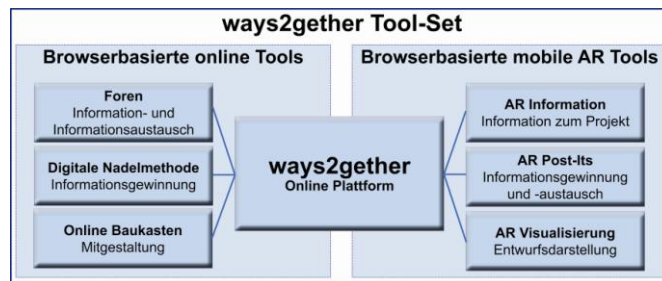 ways2gether Tool-Set
Browserbasierte online Tools
Foren
Information- und
Informationsaustausch
Digitale Nadelmethode
Informationsgewinnung
Online Baukasten
Mitgestaltung
ways2gether
Online Plattform
Browserbasierte mobile AR Tools
AR Information
Information zum Projekt
AR Post-Its
Informationsgewinnung
und -austausch
AR Visualisierung
Entwurfsdarstellung